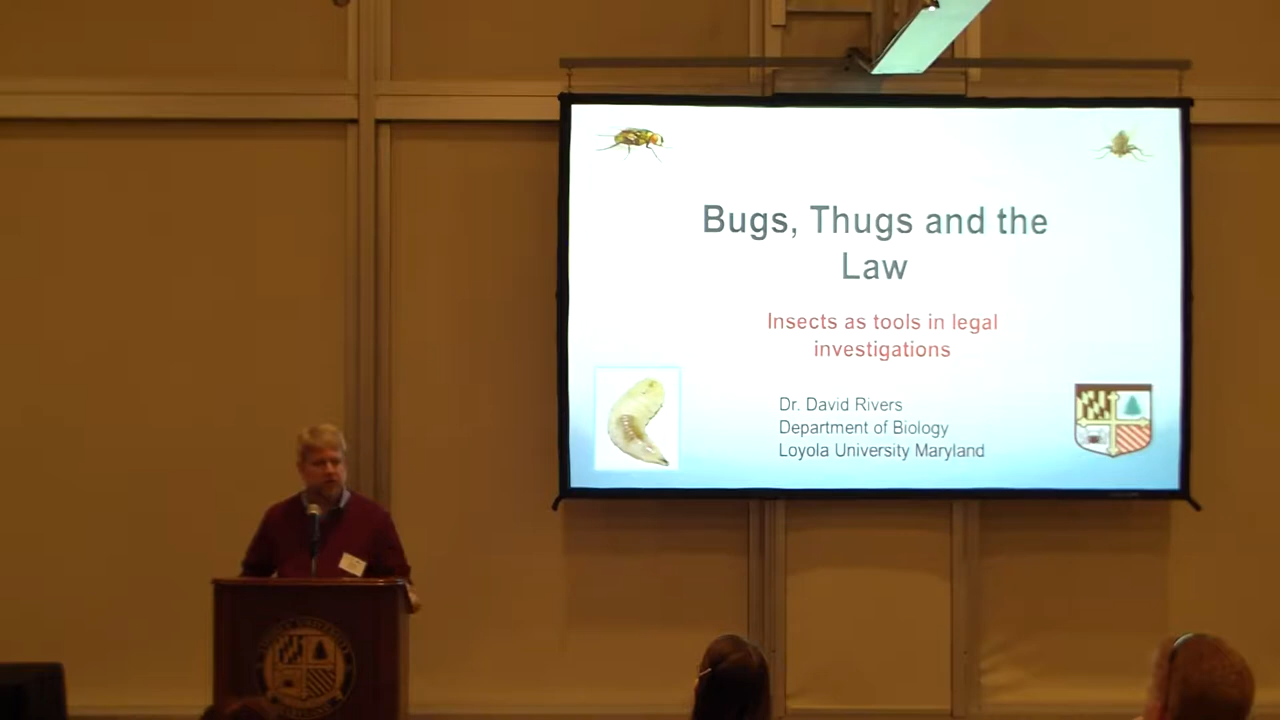 Bugs, Thugs and the
Law
Insects as tools in legal
investigations
Dr. David Rivers
Department of Biology
Loyola University Maryland